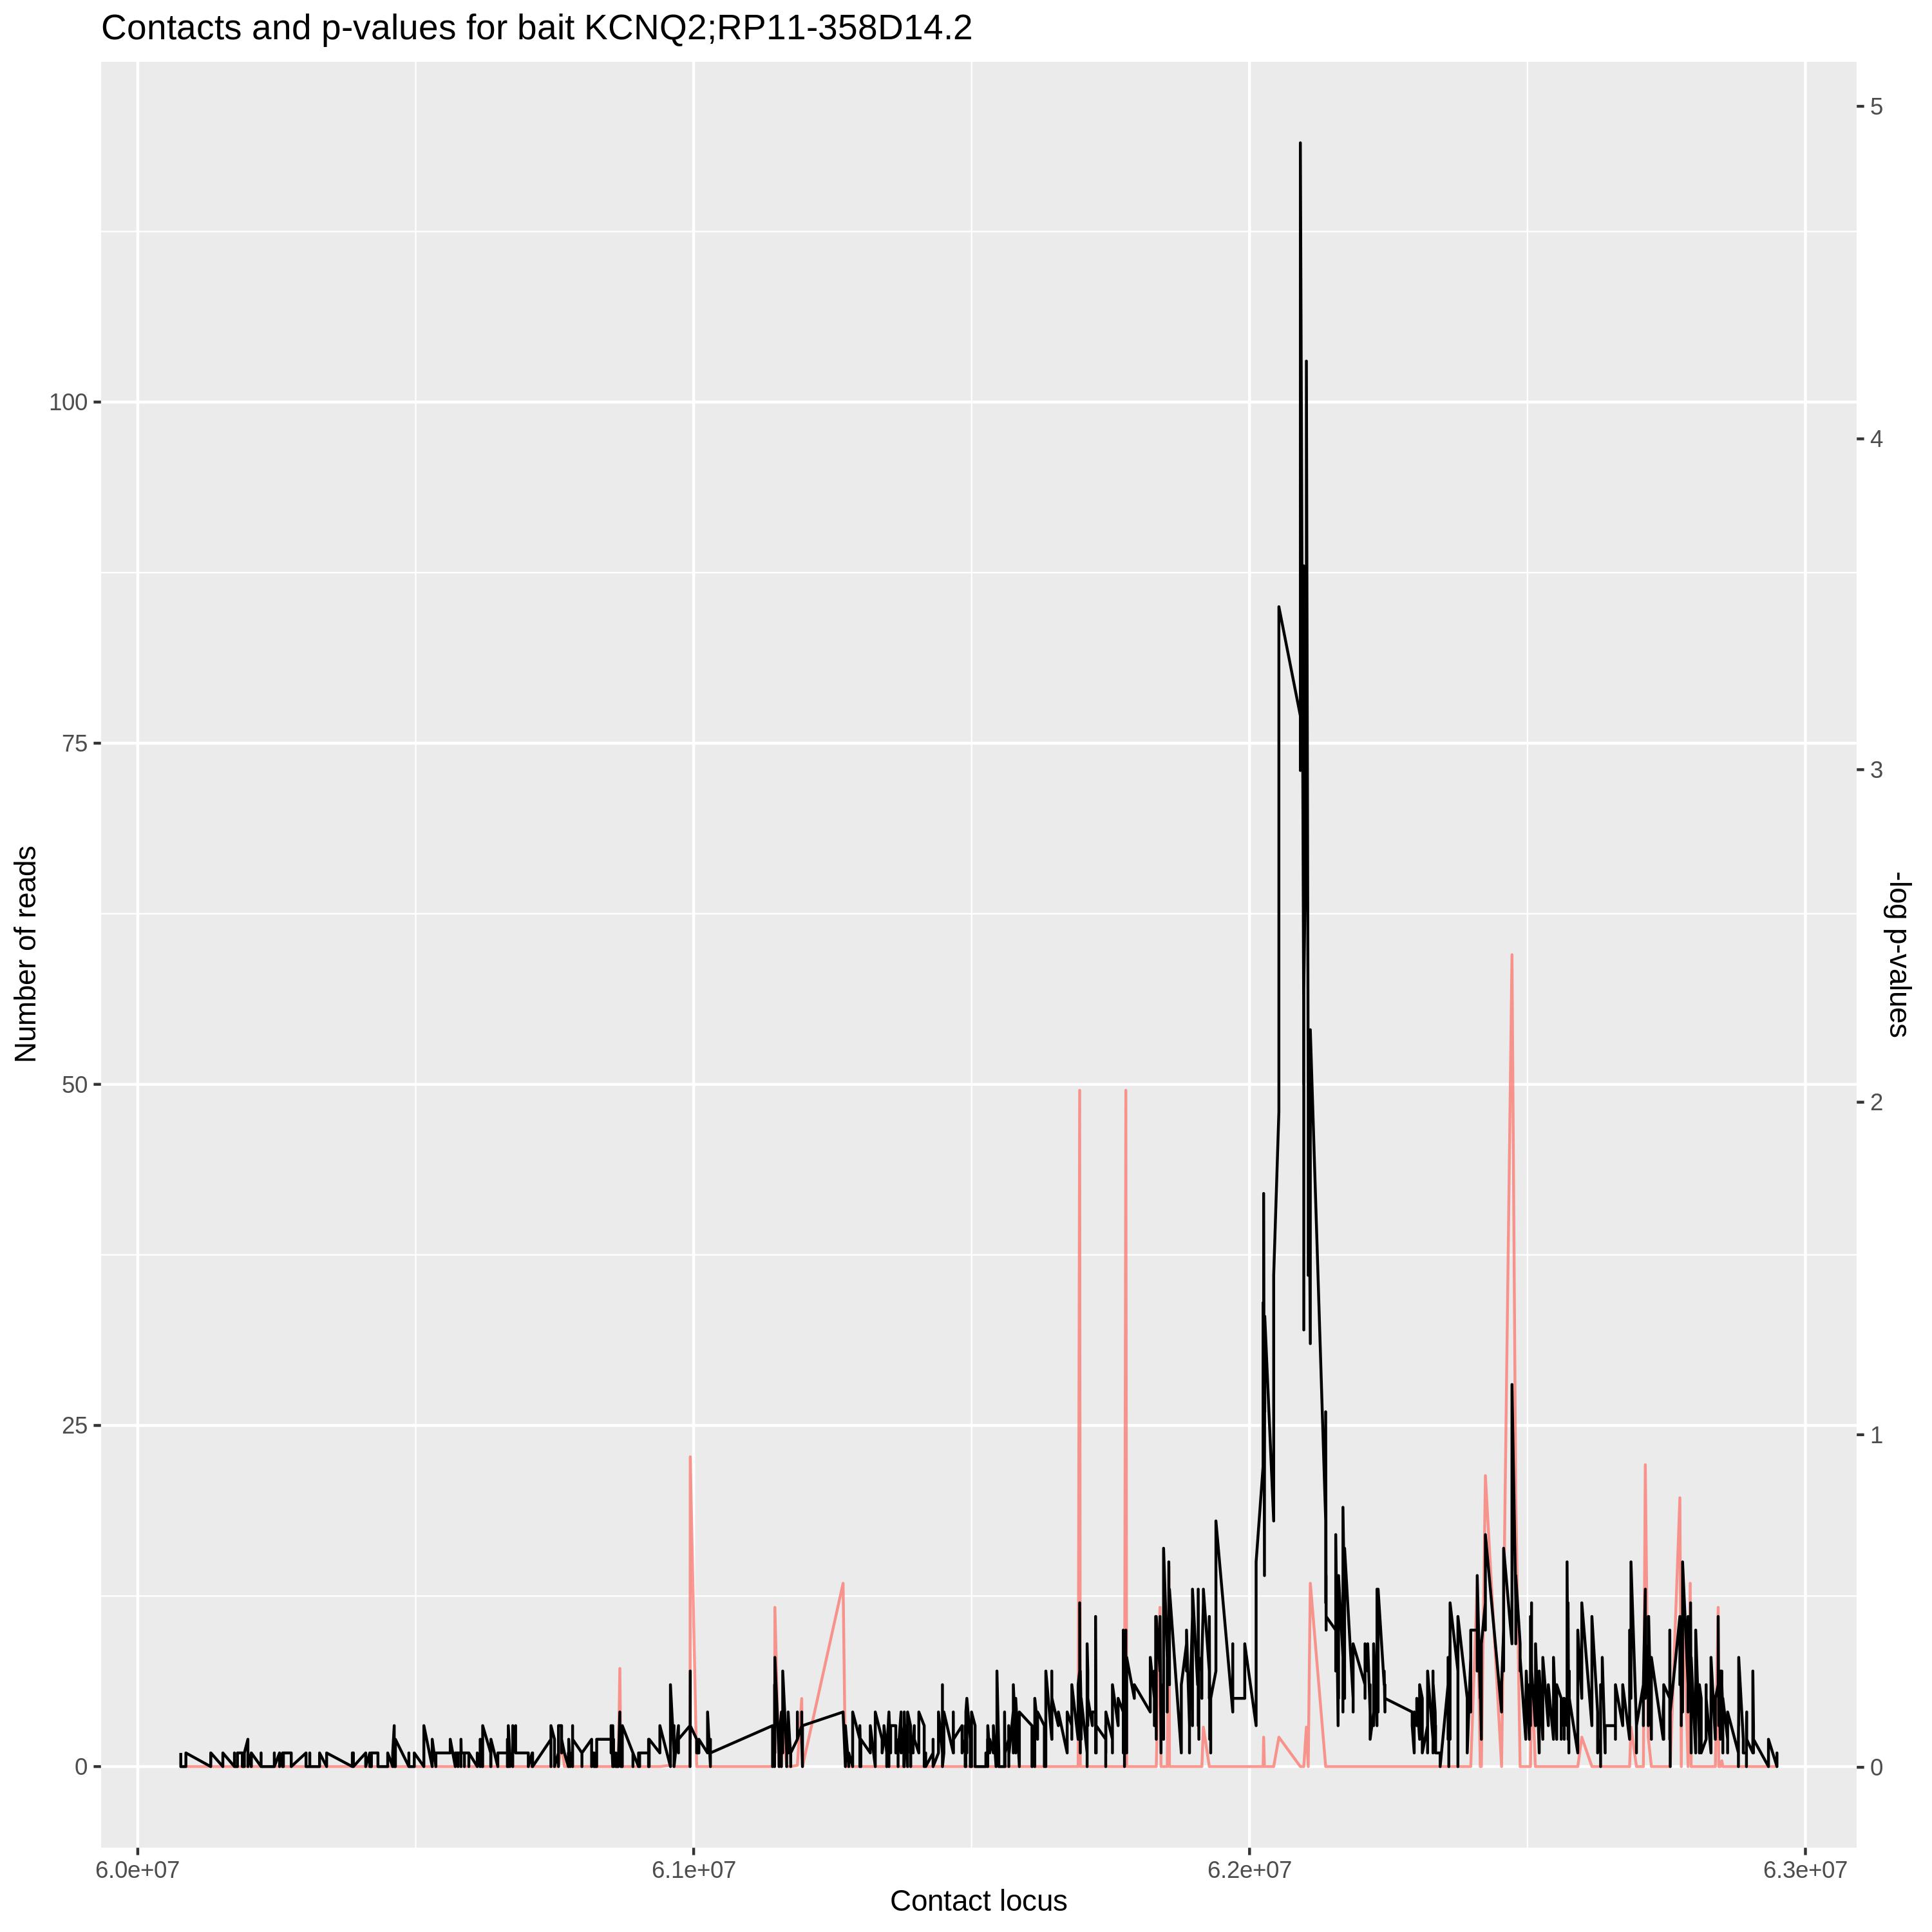 Contacts and p-values for bait KCNQ2;RP11-358D14.2
Number of reads
100
75
50
25
0
5
4
3
2
1
0
-log p-values
6.0e+07
6.1e+07
6.2e+07
6.3e+07
Contact locus